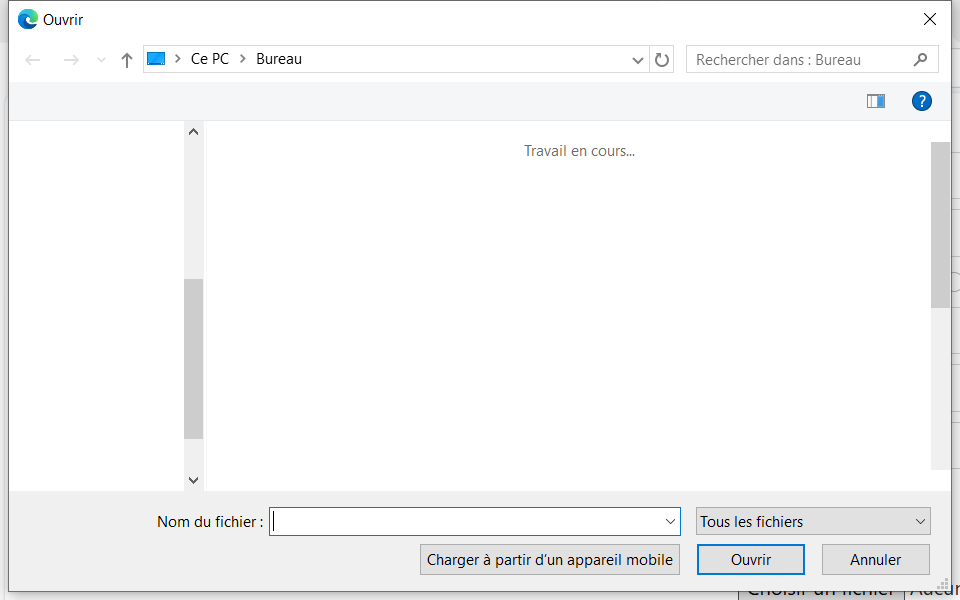 Ouvrir
Ce PC
Bureau
Rechercher dans : Bureau
?
Travail en cours...
Nom du fichier :
Tous les fichiers
Charger à partir d'un appareil mobile
Ouvrir
Annuler
Choisir un fichier
Aucun